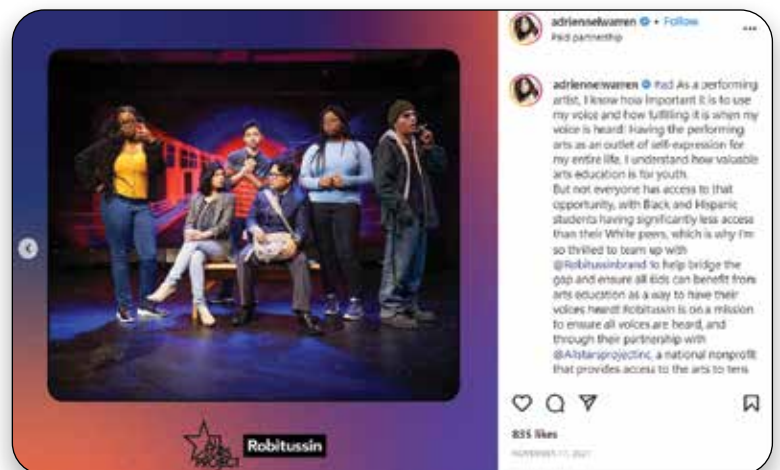 adriennelwarren • Follow
Paid partnership
adriennelwarren #ad As a performing
artist, I know how important it is to use
my voice and how fulfilling it is when my
voice is heard! Having the performing
arts as an outlet of self-expression for
my entire life, I understand how valuable
arts education is for youth.
But not everyone has access to that
opportunity, with Black and Hispanic
students having significantly less access
than their White peers, which is why I'm
so thrilled to team up with
@Robitussinbrand to help bridge the
gap and ensure all kids can benefit from
arts education as a way to have their
voices heard! Robitussin is on a mission
to ensure all voices are heard, and
through their partnership with
@Allstarsprojectinc, a national nonprofit
that provides access to the arts to tens
835 likes
NOVEMBER 17, 2021
ALL
STARS
PROJECT
Robitussin